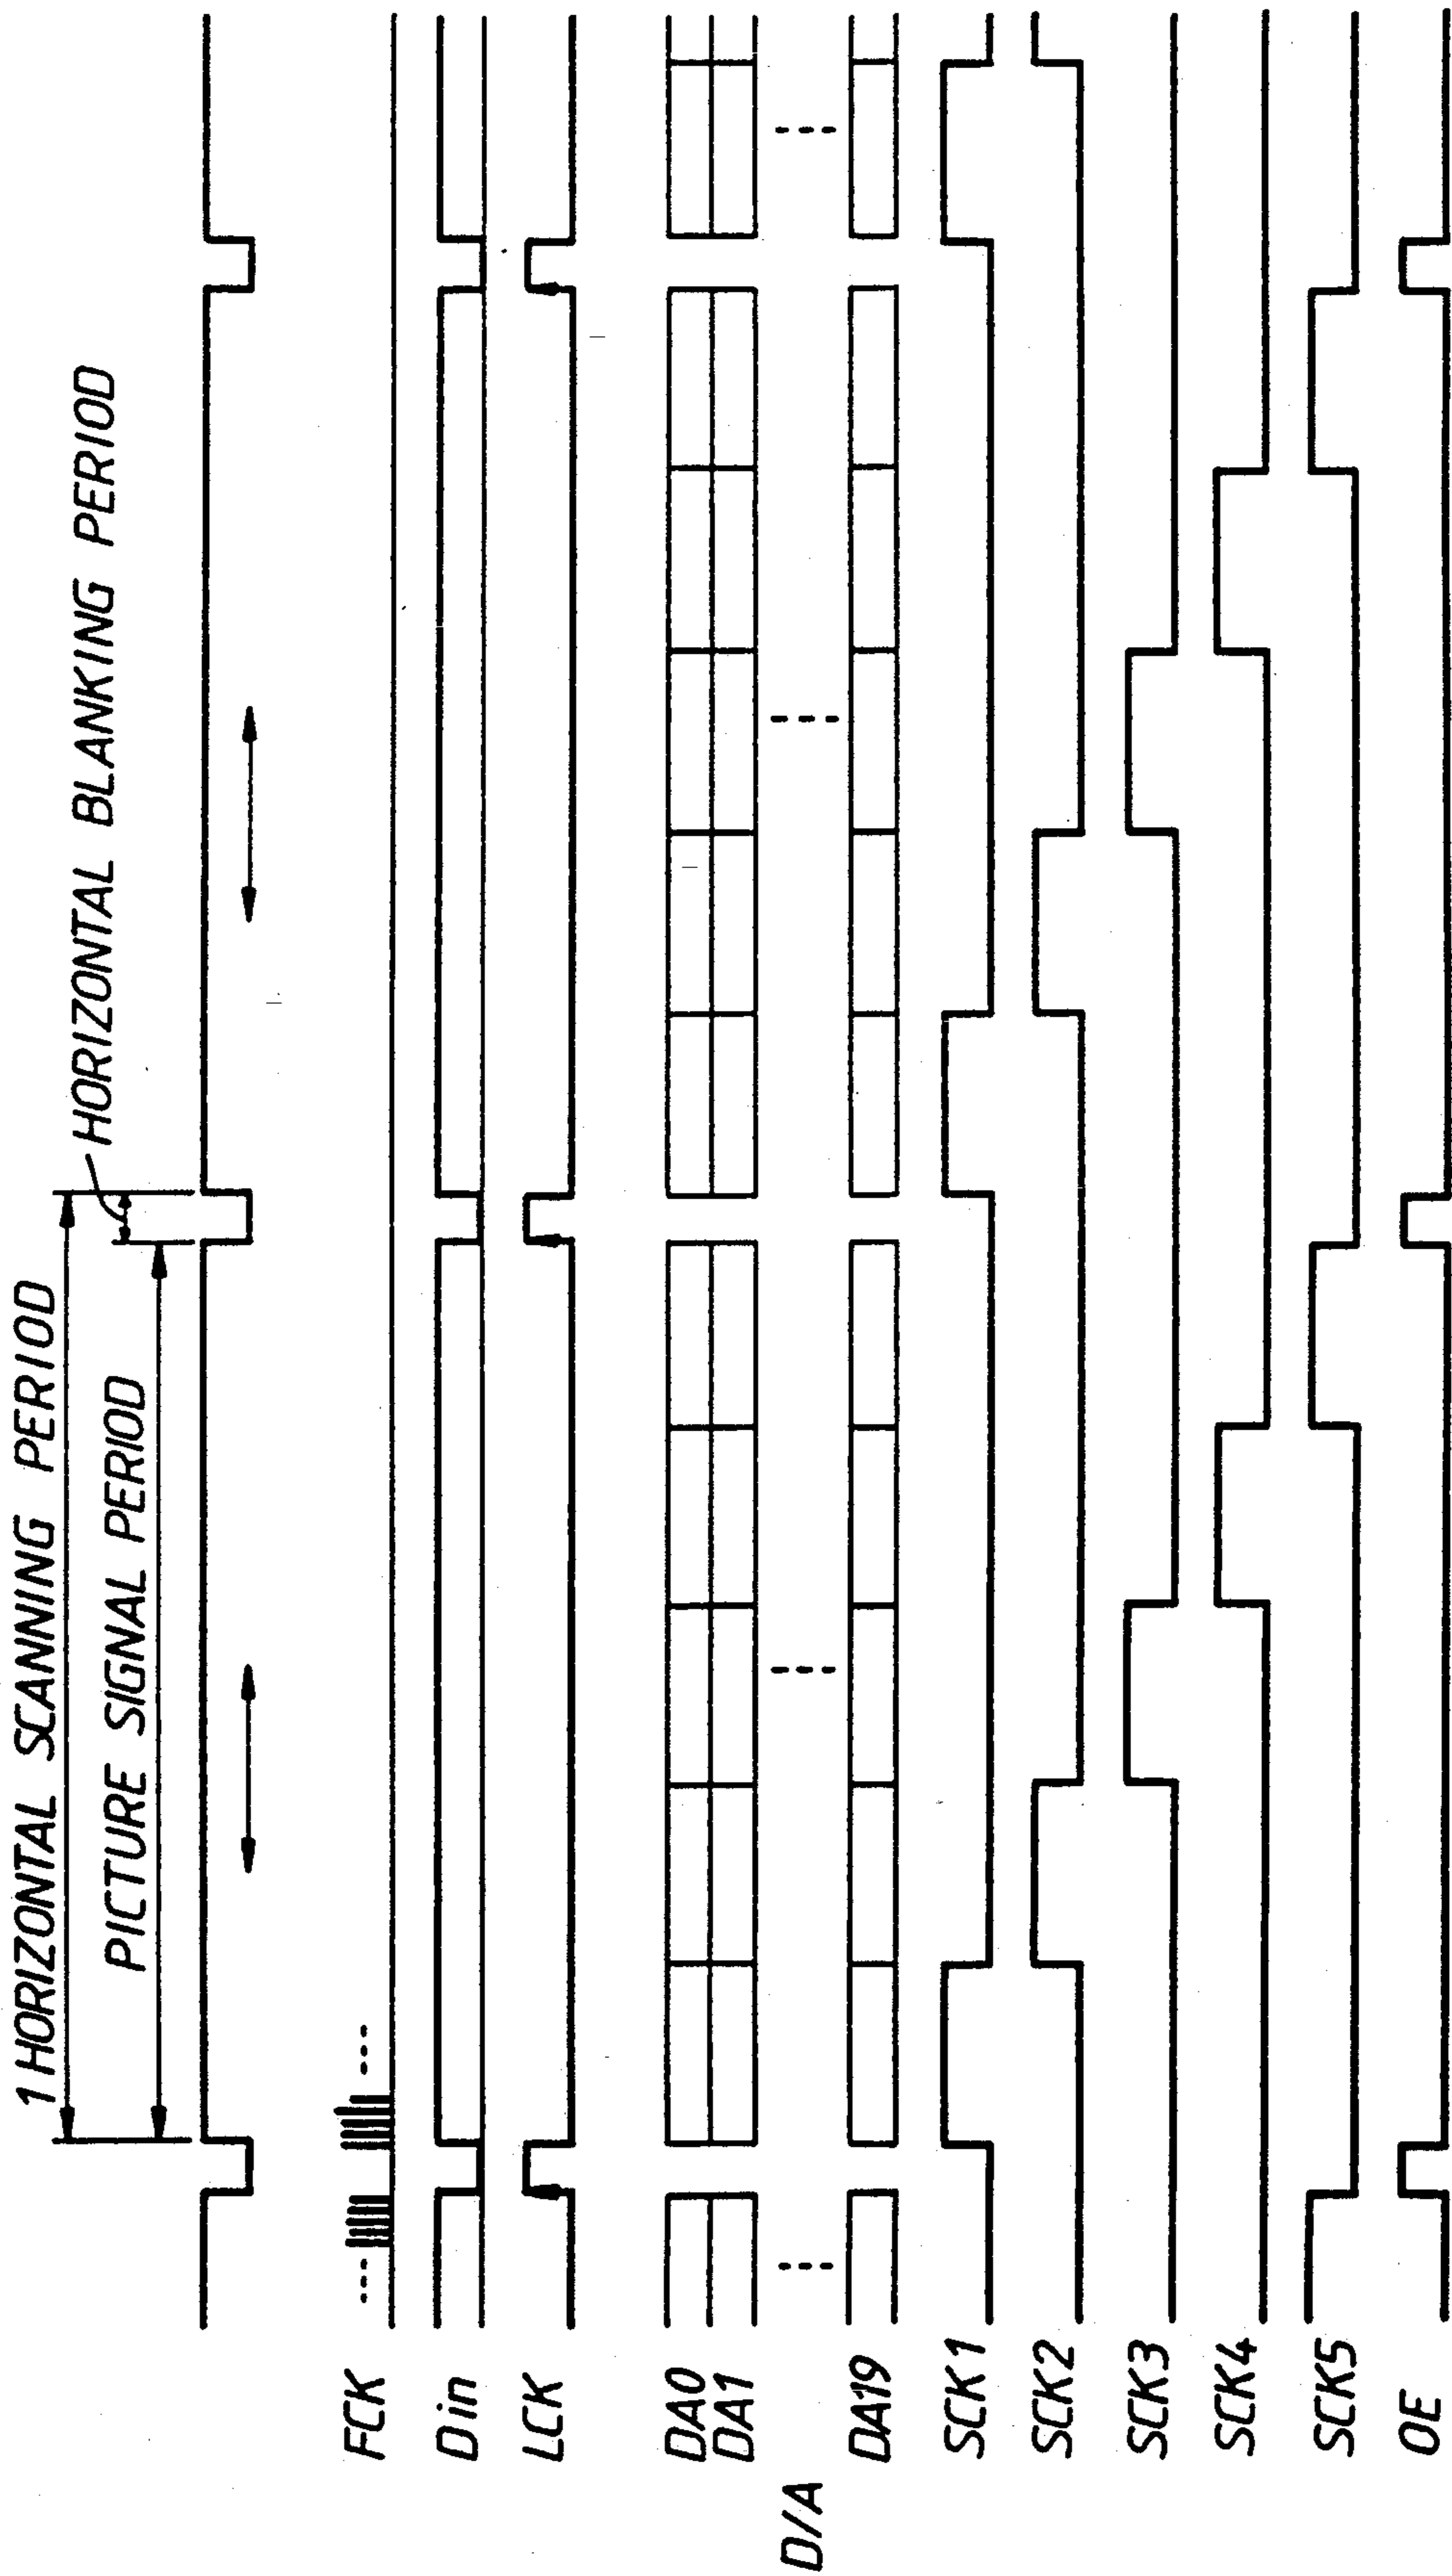 1 HORIZONTAL SCANNING PERIOD
HORIZONTAL BLANKING PERIOD
PICTURE SIGNAL PERIOD
FCK
Din
LCK
DA0
DA1
D/A
DA19
SCK1
SCK2
SCK3
SCK4
SCK5
OE